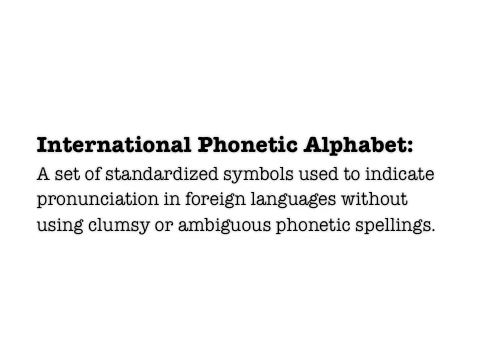 International Phonetic Alphabet:
A set of standardized symbols used to indicate
pronunciation in foreign languages without
using clumsy or ambiguous phonetic spellings.